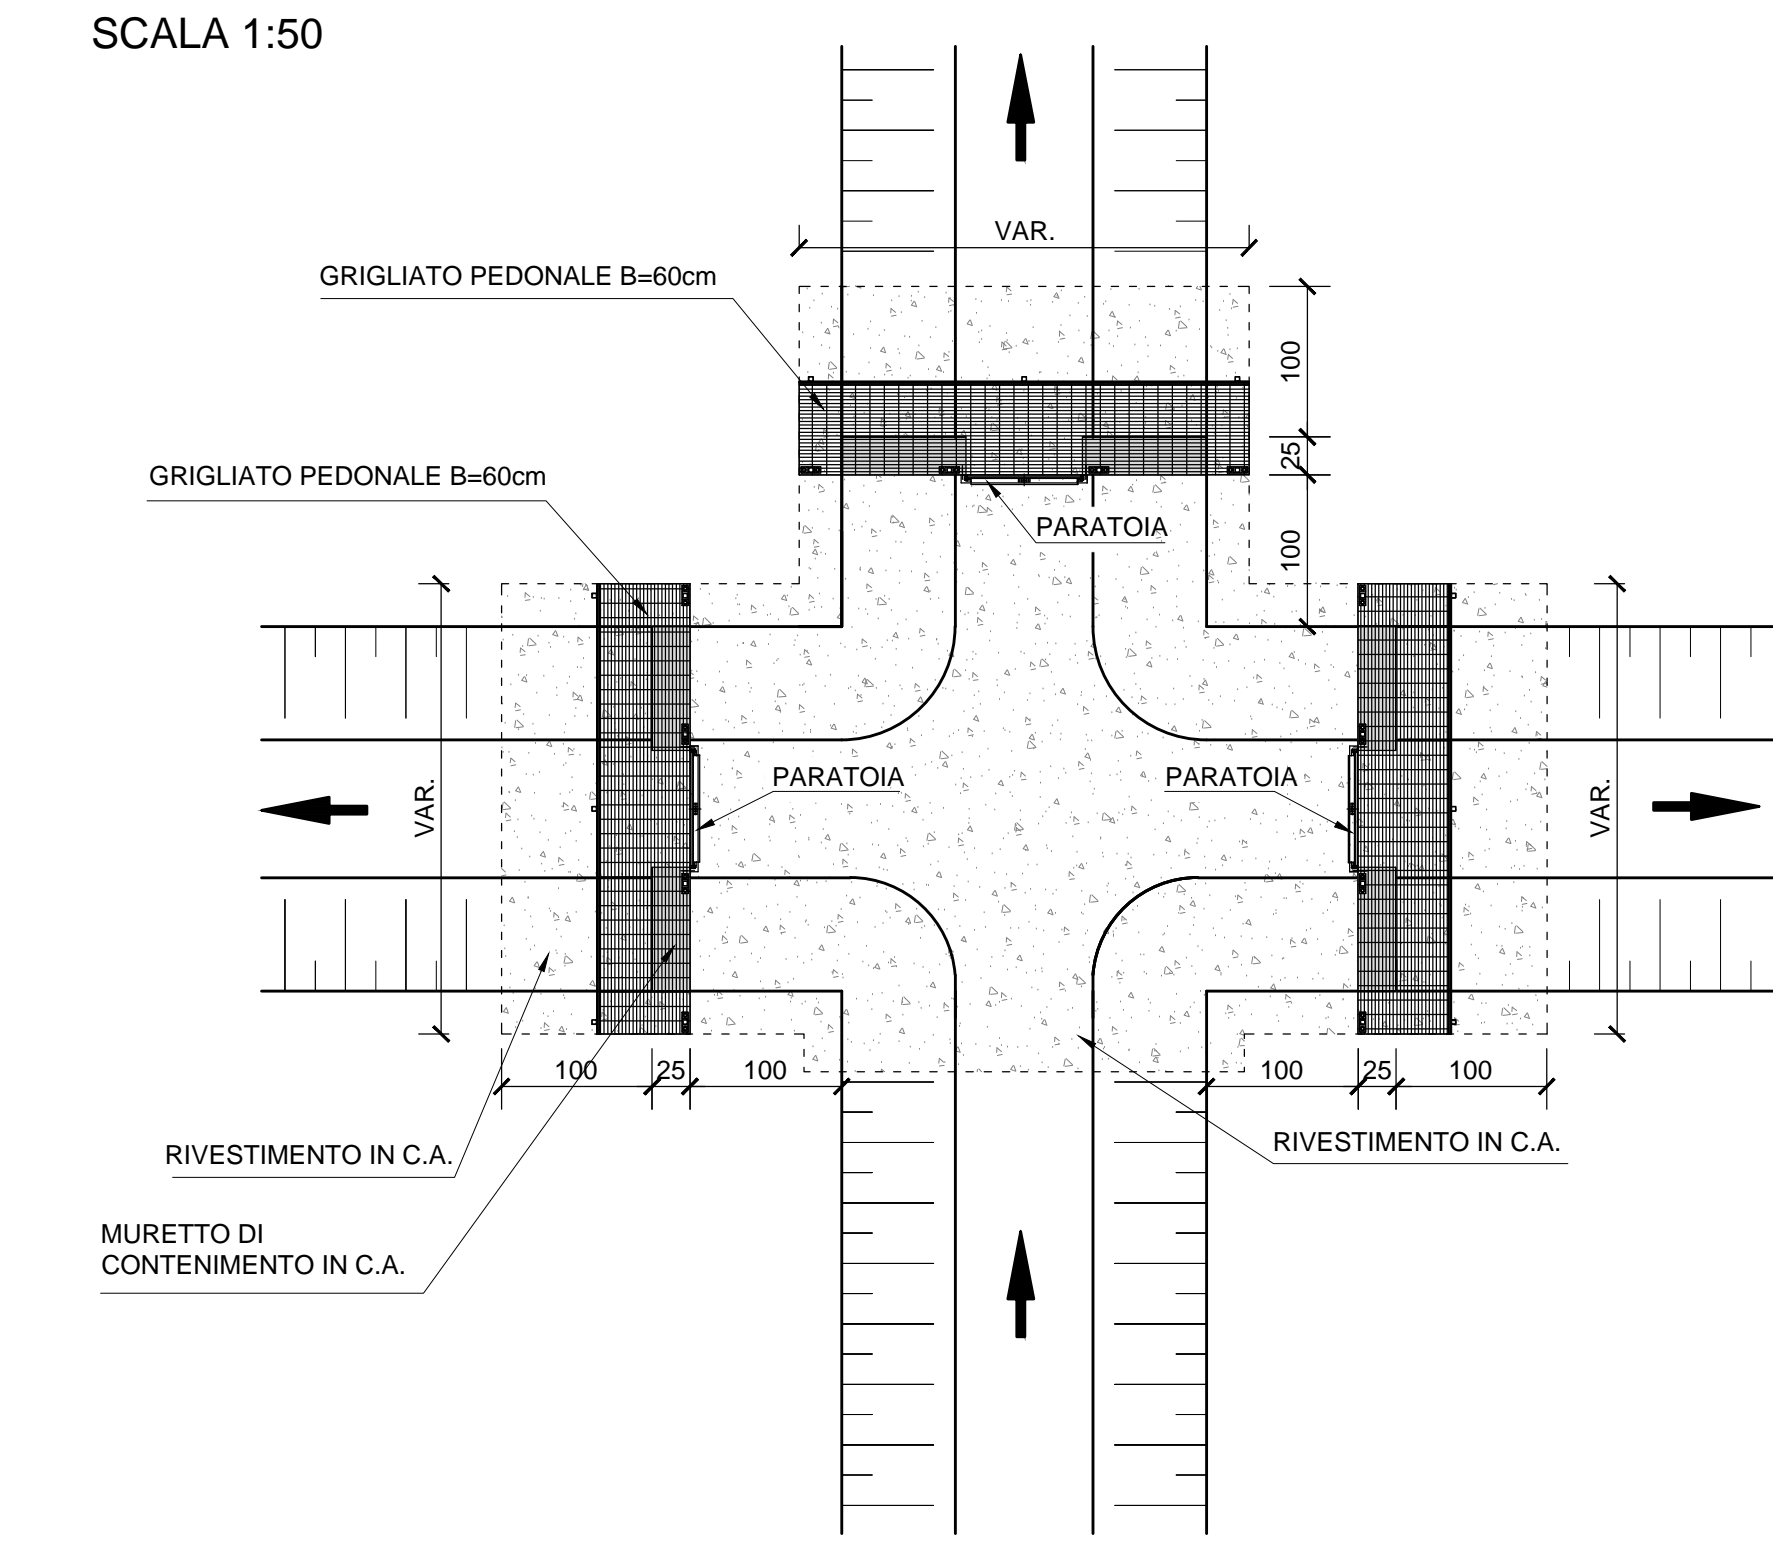 SCALA 1:50
VAR.
GRIGLIATO PEDONALE B=60cm
100
25
GRIGLIATO PEDONALE B=60cm
PARATOIA
100
PARATOIA
PARATOIA
VAR.
VAR.
100
25
100
100
25
100
RIVESTIMENTO IN C.A.
RIVESTIMENTO IN C.A.
MURETTO DI
CONTENIMENTO IN C.A.